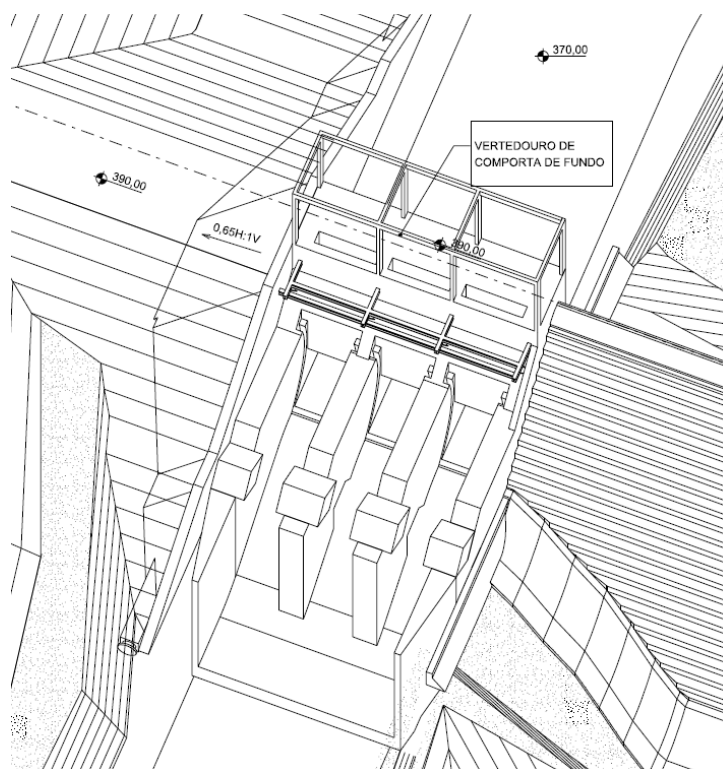 370,00
VERTEDOURO DE
COMPORTA DE FUNDO
390,00
0,65H:1V
390,00